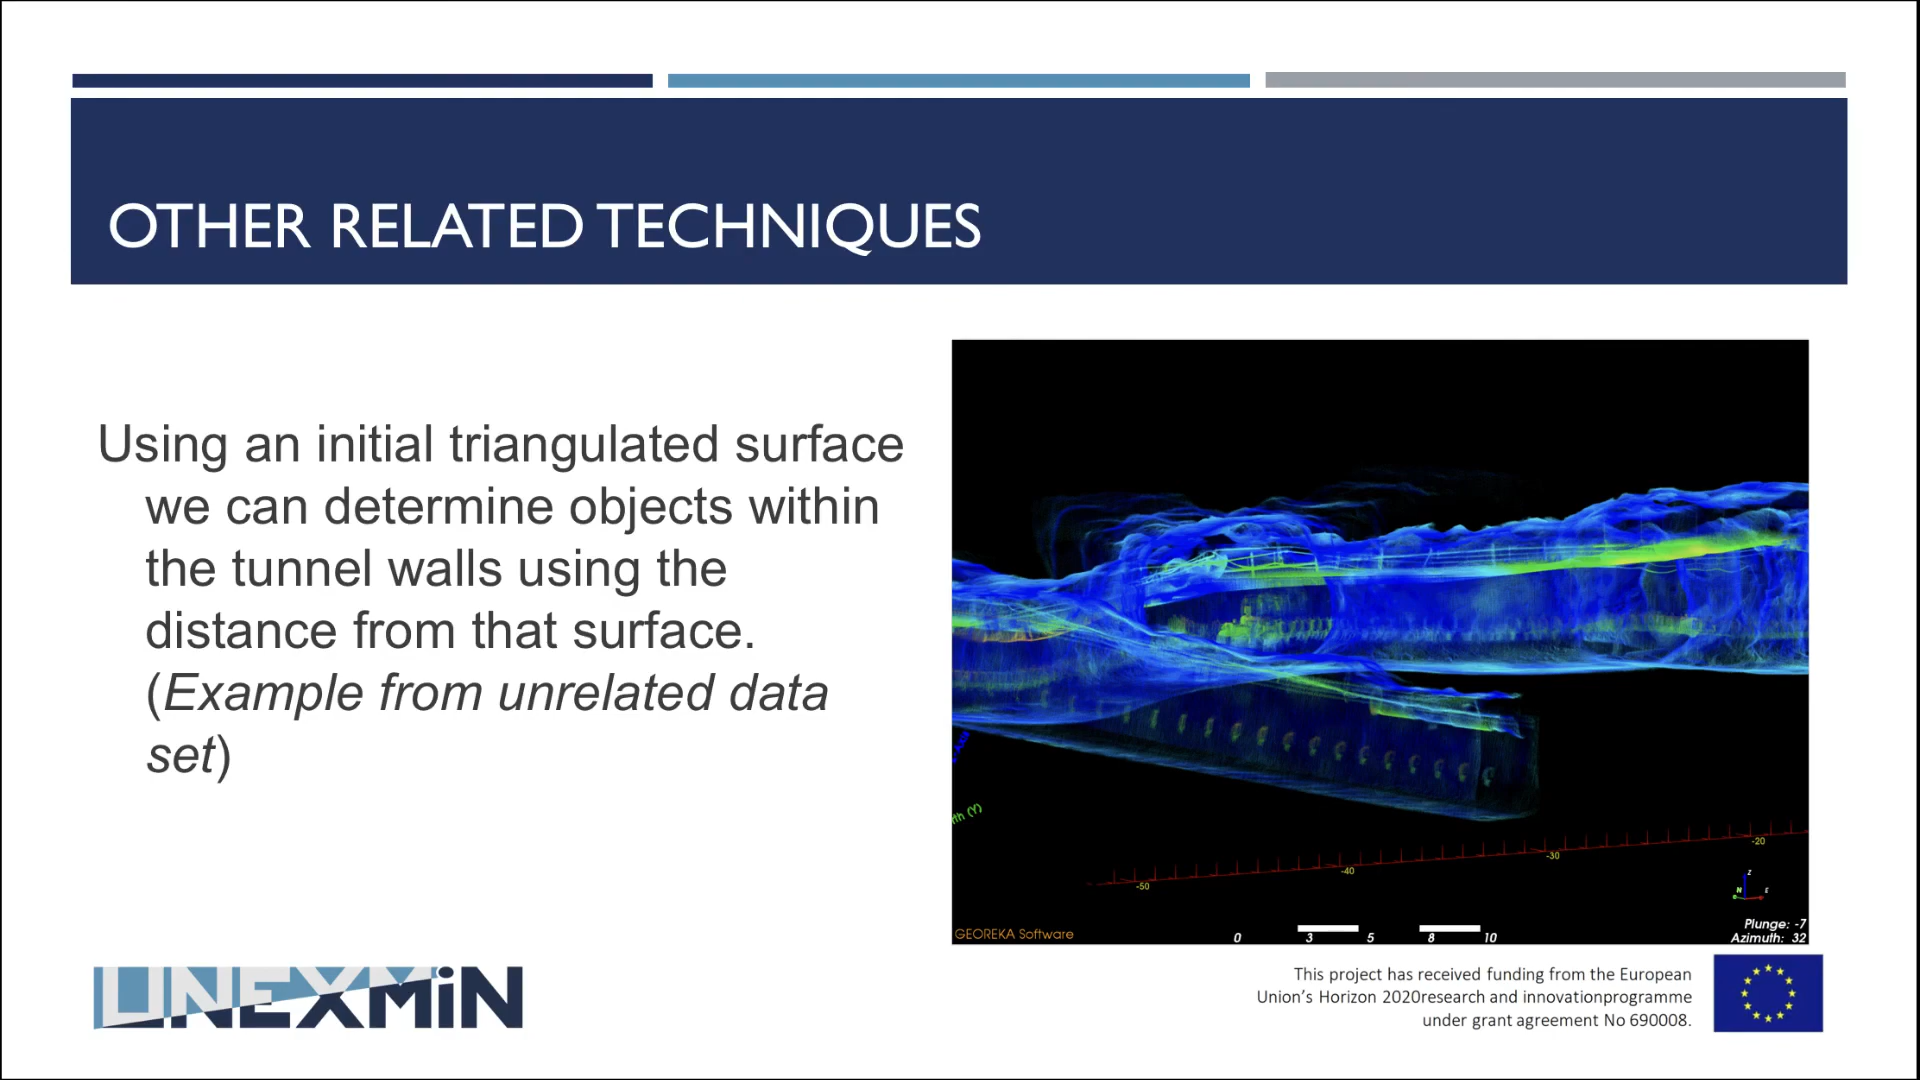 OTHER RELATED TECHNIQUES
Using an initial triangulated surface
we can determine objects within
the tunnel walls using the
distance from that surface.
(Example from unrelated data
set)
th (Y)
-50
-40
-30
-20
Z
N
E
Plunge: -7
Azimuth: 32
GEOREKA Software
0 3 5 8 10
UNEXMiN
This project has received funding from the European
Union’s Horizon 2020research and innovationprogramme
under grant agreement No 690008.